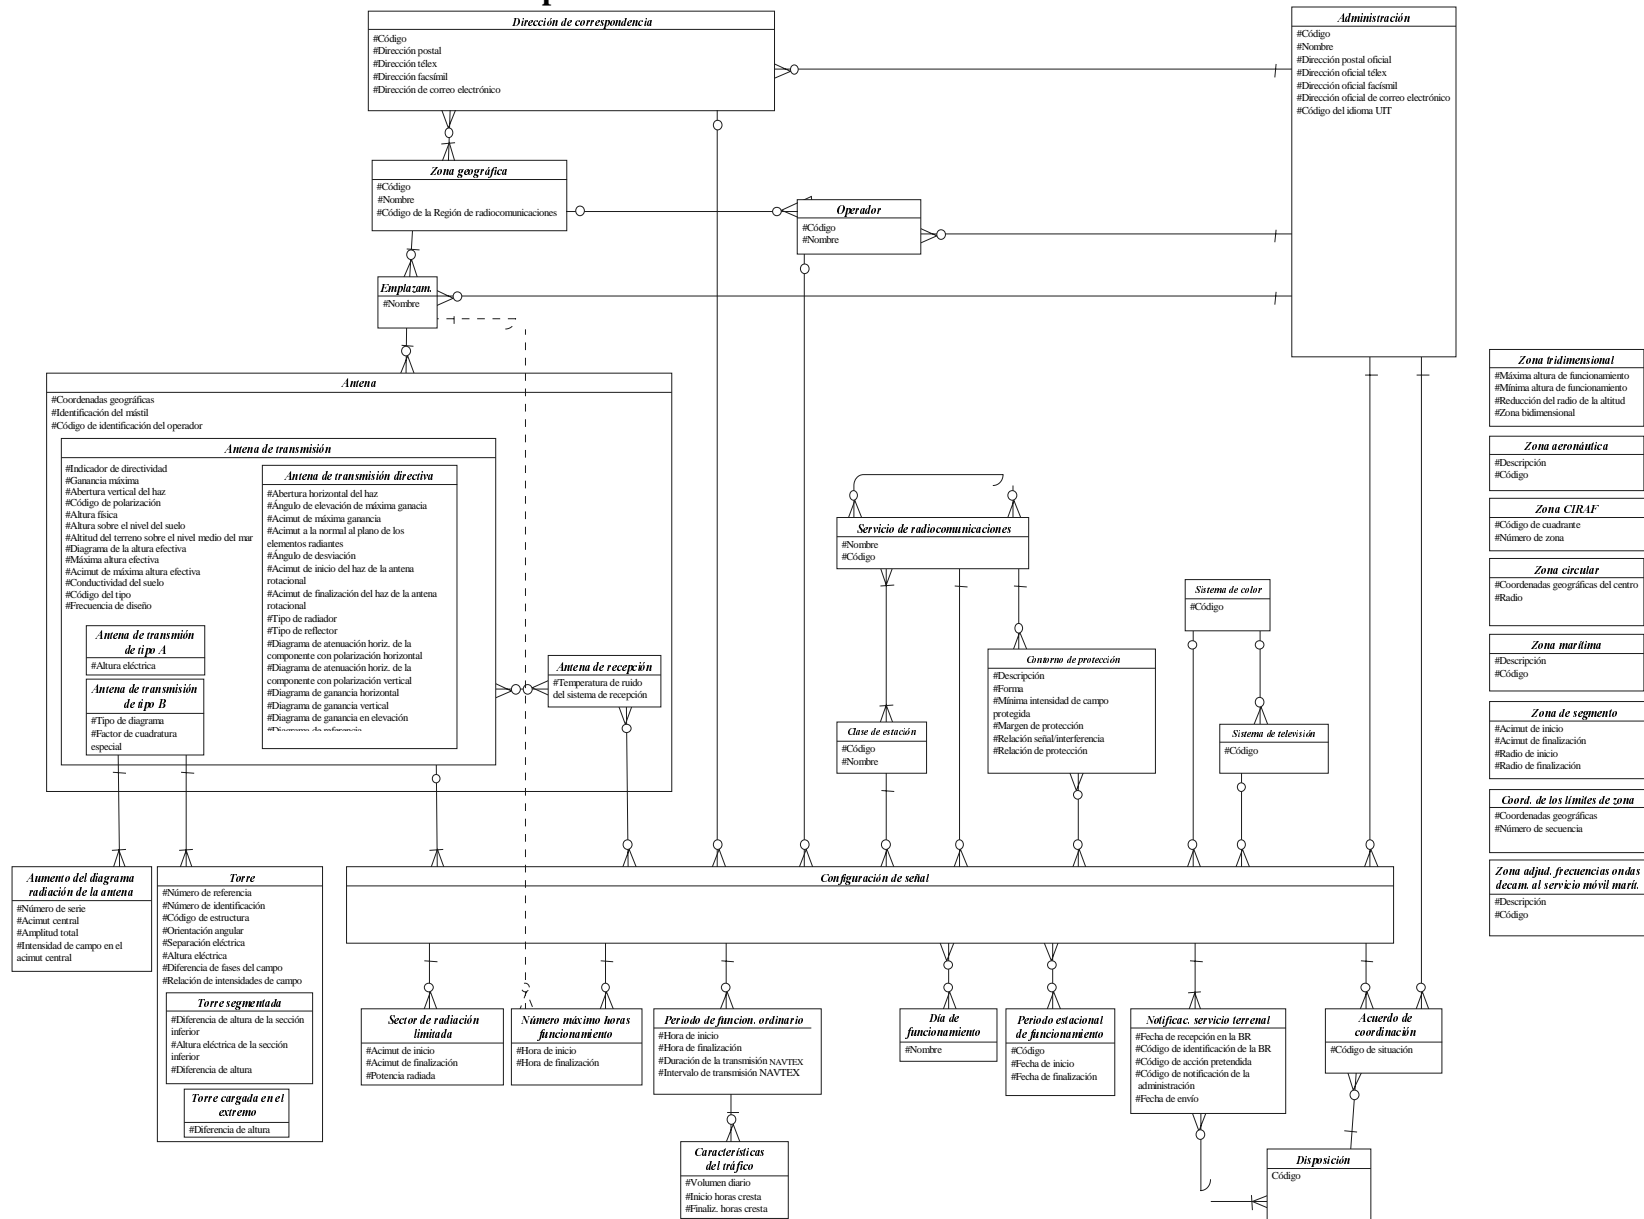 Dirección de correspondencia
#Código
#Dirección postal
#Dirección télex
#Dirección facsímil
#Dirección de correo electrónico
Administración
#Código
#Nombre
#Dirección postal oficial
#Dirección oficial télex
#Dirección oficial facísmil
#Dirección oficial de correo electrónico
#Código del idioma UIT
Zona geográfica
#Código
#Nombre
#Código de la Región de radiocomunicaciones
Operador
#Código
#Nombre
Emplazam.
#Nombre
Antena
#Coordenadas geográficas
#Identificación del mástil
#Código de identificación del operador
Antena de transmisión
#Indicador de directividad
#Ganancia máxima
#Abertura vertical del haz
#Código de polarización
#Altura física
#Altura sobre el nivel del suelo
#Altitud del terreno sobre el nivel medio del mar
#Diagrama de la altura efectiva
#Máxima altura efectiva
#Acimut de máxima altura efectiva
#Conductividad del suelo
#Código del tipo
#Frecuencia de diseño
Antena de transmisión directiva
#Abertura horizontal del haz
#Ángulo de elevación de máxima ganacia
#Acimut de máxima ganancia
#Acimut a la normal al plano de los
elementos radiantes
#Ángulo de desviación
#Acimut de inicio del haz de la antena
rotacional
#Acimut de finalización del haz de la antena
rotacional
#Tipo de radiador
#Tipo de reflector
#Diagrama de atenuación horiz. de la
componente con polarización horizontal
#Diagrama de atenuación horiz. de la
componente con polarización vertical
#Diagrama de ganancia horizontal
#Diagrama de ganancia vertical
#Diagrama de ganancia en elevación
#Diagrama de referencia
Antena de transmión
de tipo A
#Altura eléctrica
Antena de transmisión
de tipo B
#Tipo de diagrama
#Factor de cuadratura
especial
Antena de recepción
#Temperatura de ruido
del sistema de recepción
Servicio de radiocomunicaciones
#Nombre
#Código
Clase de estación
#Código
#Nombre
Contorno de protección
#Descripción
#Forma
#Mínima intensidad de campo
protegida
#Margen de protección
#Relación señal/interferencia
#Relación de protección
Sistema de color
#Código
Sistema de televisión
#Código
Zona tridimensional
#Máxima altura de funcionamiento
#Mínima altura de funcionamiento
#Reducción del radio de la altitud
#Zona bidimensional
Zona aeronáutica
#Descripción
#Código
Zona CIRAF
#Código de cuadrante
#Número de zona
Zona circular
#Coordenadas geográficas del centro
#Radio
Zona marítima
#Descripción
#Código
Zona de segmento
#Acimut de inicio
#Acimut de finalización
#Radio de inicio
#Radio de finalización
Coord. de los límites de zona
#Coordenadas geográficas
#Número de secuencia
Zona adjud. frecuencias ondas
decam. al servicio móvil marít.
#Descripción
#Código
Aumento del diagrama
radiación de la antena
#Número de serie
#Acimut central
#Amplitud total
#Intensidad de campo en el
acimut central
Torre
#Número de referencia
#Número de identificación
#Código de estructura
#Orientación angular
#Separación eléctrica
#Altura eléctrica
#Diferencia de fases del campo
#Relación de intensidades de campo
Torre segmentada
#Diferencia de altura de la sección
inferior
#Altura eléctrica de la sección
inferior
#Diferencia de altura
Torre cargada en el
extremo
#Diferencia de altura
Configuración de señal
Sector de radiación
limitada
#Acimut de inicio
#Acimut de finalización
#Potencia radiada
Número máximo horas
funcionamiento
#Hora de inicio
#Hora de finalización
Periodo de funcion. ordinario
#Hora de inicio
#Hora de finalización
#Duración de la transmisión NAVTEX
#Intervalo de transmisión NAVTEX
Características
del tráfico
#Volumen diario
#Inicio horas cresta
#Finaliz. horas cresta
Día de
funcionamiento
#Nombre
Periodo estacional
de funcionamiento
#Código
#Fecha de inicio
#Fecha de finalización
Notificac. servicio terrenal
#Fecha de recepción en la BR
#Código de identificación de la BR
#Código de acción pretendida
#Código de notificación de la
administración
#Fecha de envío
Acuerdo de
coordinación
#Código de situación
Disposición
Código